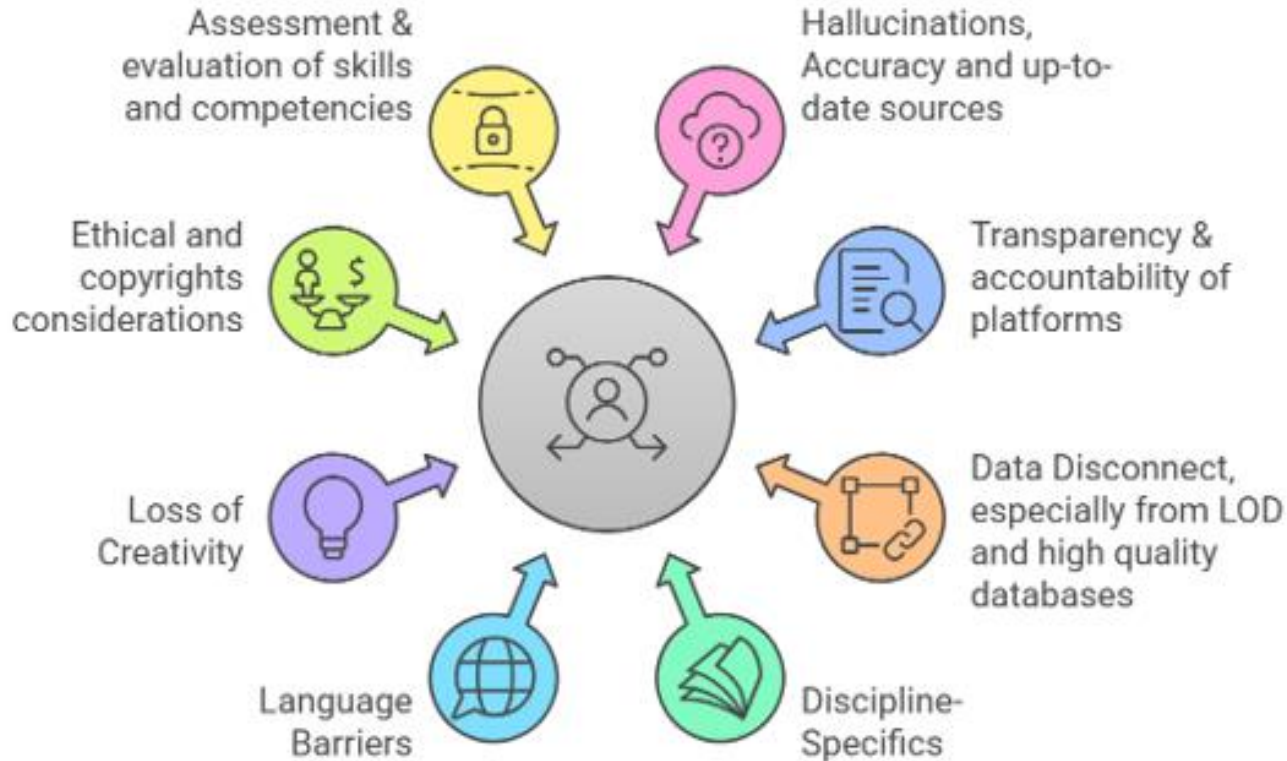 Assessment &
evaluation of skills
and competencies
Hallucinations,
Accuracy and up-to-
date sources
Ethical and
copyrights
considerations
$
?
Transparency &
accountability of
platforms
Loss of
Creativity
Data Disconnect,
especially from LOD
and high quality
databases
Language
Barriers
Discipline-
Specifics